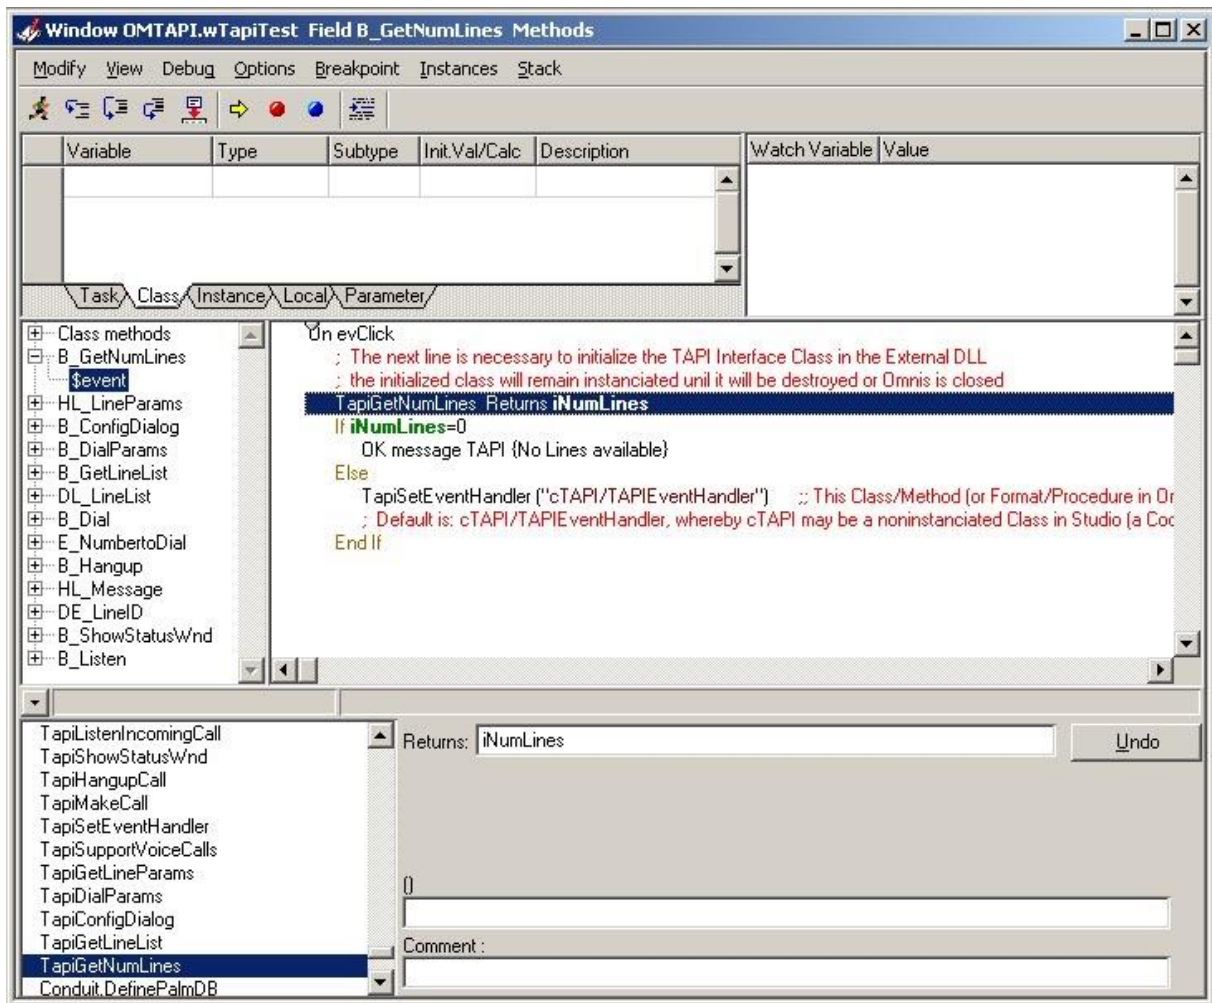 Window OMTAPI.wTapiTest Field B_GetNumLines Methods
Modify View Debug Options Breakpoint Instances Stack
Variable Type Subtype Init.Val/Calc Description
Watch Variable Value
Task Class Instance Local Parameter
Class methods
B_GetNumLines
$event
HL_LineParams
B_ConfigDialog
B_DialParams
B_GetLineList
DL_LineList
B_Dial
E_NumbertoDial
B_Hangup
HL_Message
DE_LineID
B_ShowStatusWnd
B_Listen
On evClick
; The next line is necessary to initialize the TAPI Interface Class in the External DLL
; the initialized class will remain instanciated unil it will be destroyed or Omnis is closed
TapiGetNumLines Returns iNumLines
If iNumLines=0
OK message TAPI {No Lines available}
Else
TapiSetEventHandler ("cTAPI/TAPIEventHandler") ;; This Class/Method (or Format/Procedure in Or
; Default is: cTAPI/TAPIEventHandler, whereby cTAPI may be a noninstanciated Class in Studio (a Coc
End If
TapiListenIncomingCall
TapiShowStatusWnd
TapiHangupCall
TapiMakeCall
TapiSetEventHandler
TapiSupportVoiceCalls
TapiGetLineParams
TapiDialParams
TapiConfigDialog
TapiGetLineList
TapiGetNumLines
Conduit.DefinePalmDB
Returns: iNumLines
Undo
()
Comment :